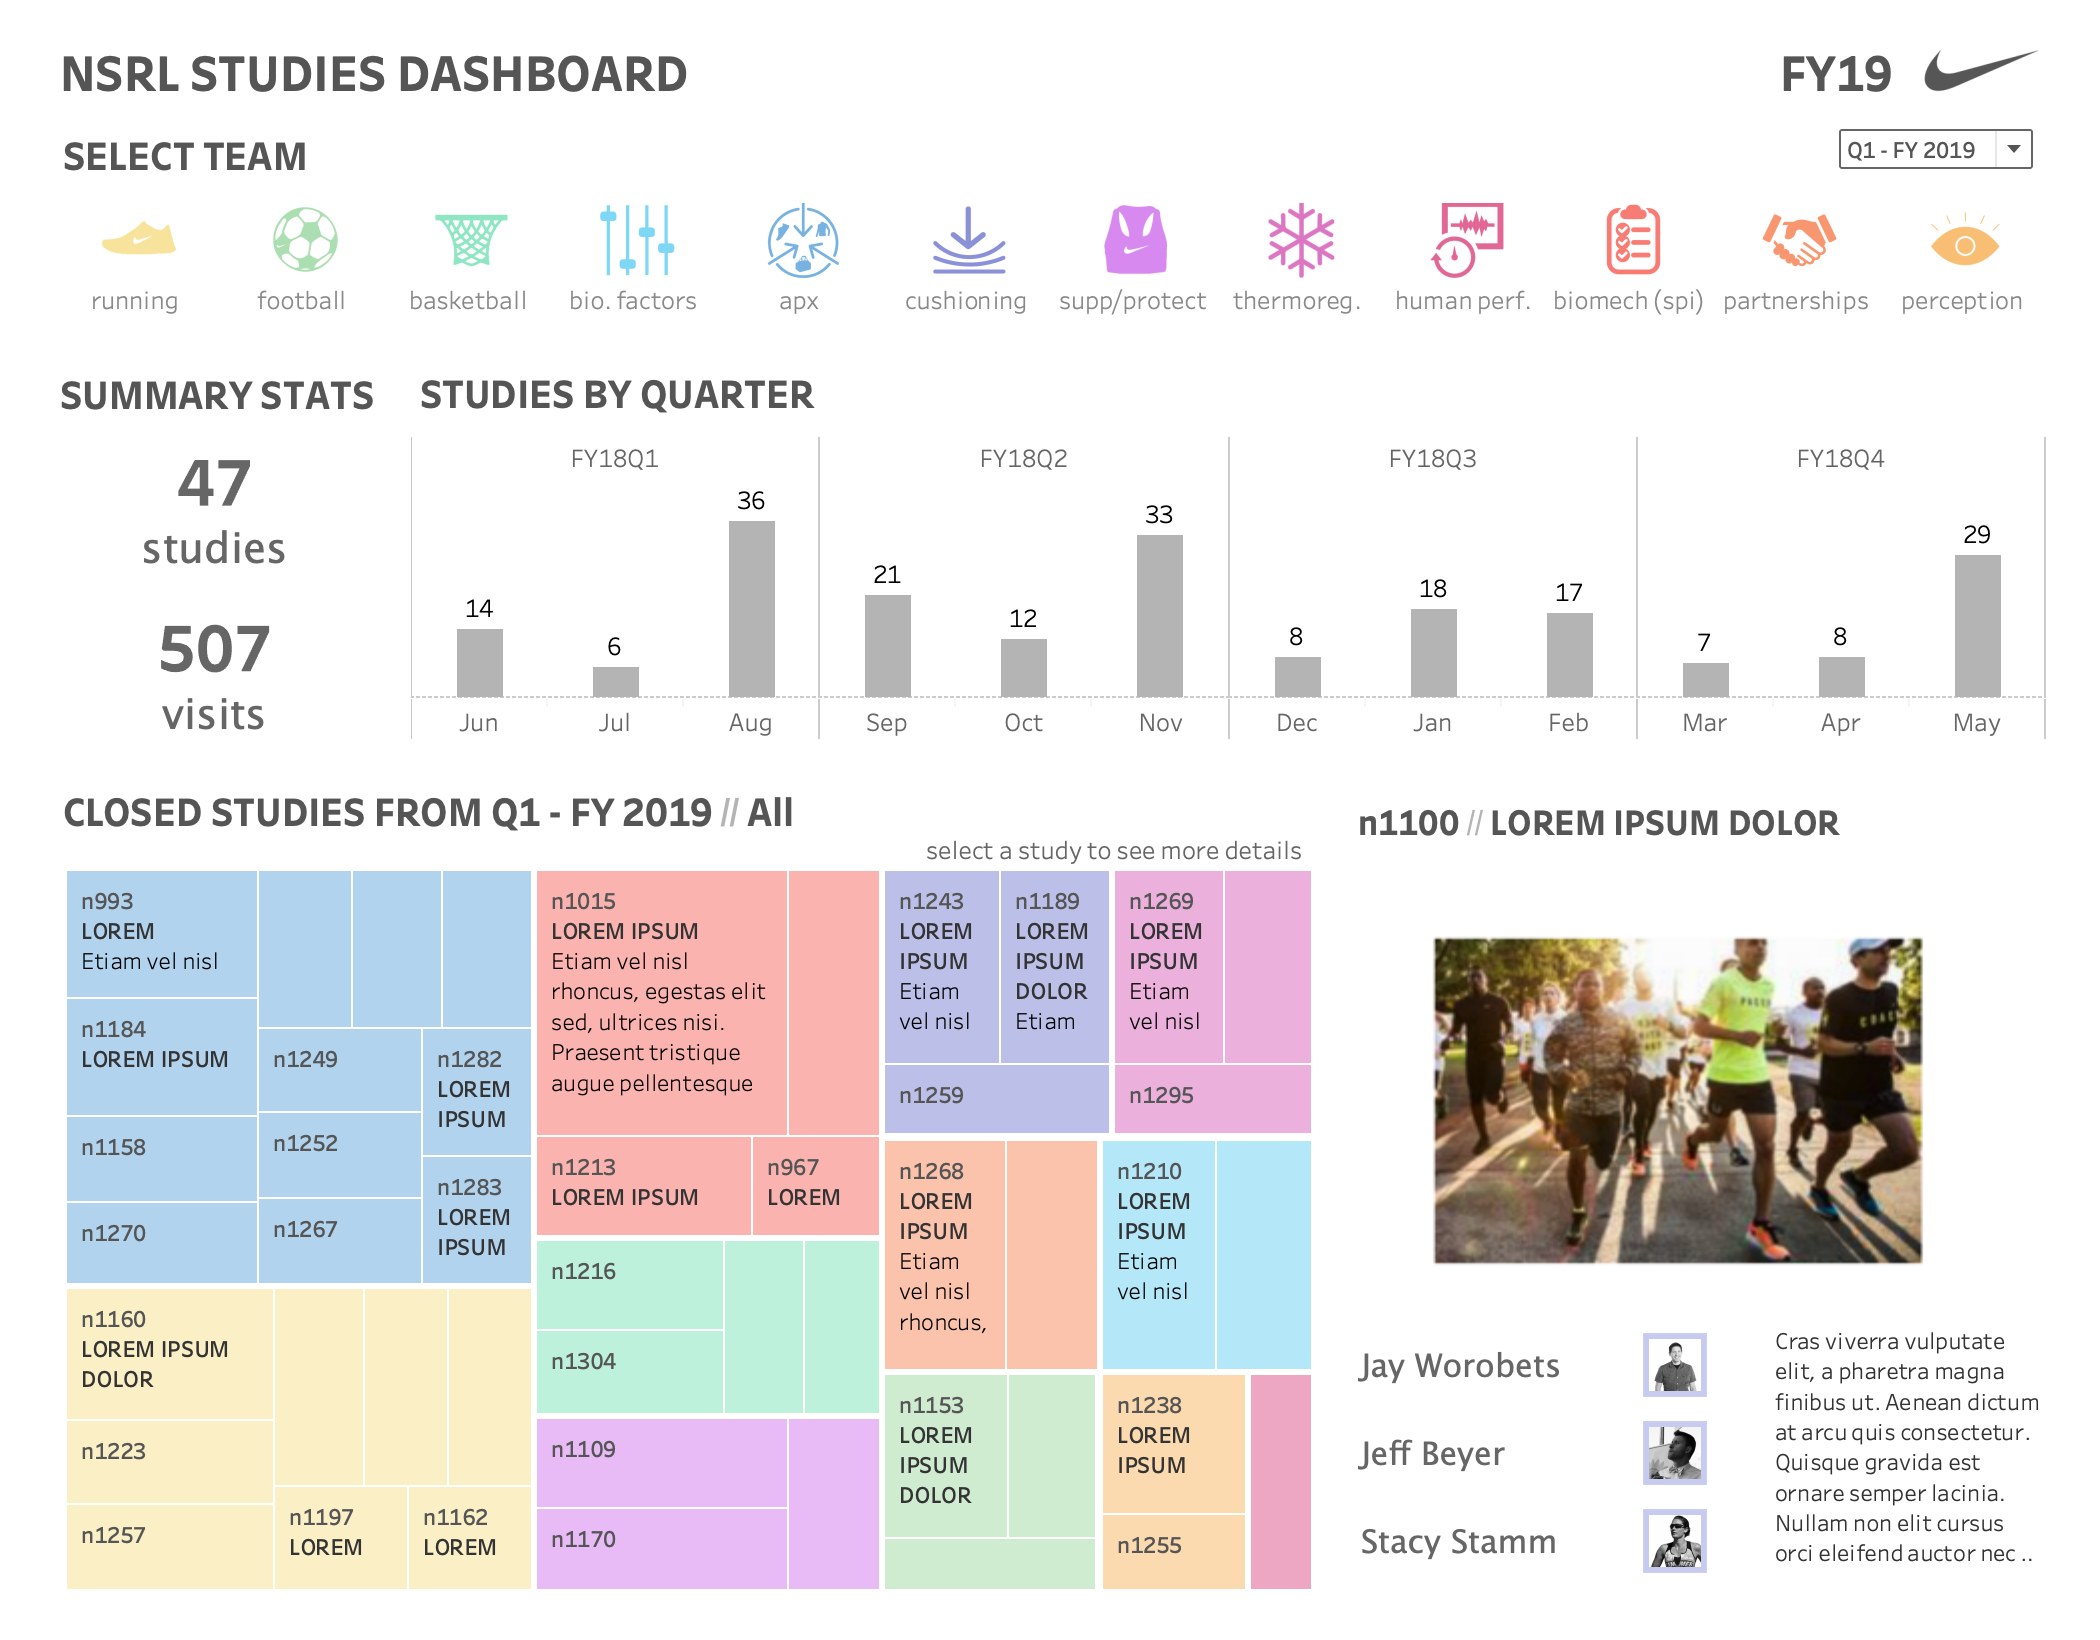 NSRL STUDIES DASHBOARD
FY19
SELECT TEAM
Q1 - FY 2019
running
football
basketball
bio. factors
apx
cushioning
supp/protect
thermoreg.
human perf.
biomech (spi)
partnerships
perception
SUMMARY STATS
47
studies
507
visits
STUDIES BY QUARTER
FY18Q1
FY18Q2
FY18Q3
FY18Q4
14
6
36
21
12
33
8
18
17
7
8
29
Jun
Jul
Aug
Sep
Oct
Nov
Dec
Jan
Feb
Mar
Apr
May
CLOSED STUDIES FROM Q1 - FY 2019 // All
select a study to see more details
n993
LOREM
Etiam vel nisl
n1184
LOREM IPSUM
n1158
n1270
n1249
n1252
n1267
n1282
LOREM
IPSUM
n1283
LOREM
IPSUM
n1160
LOREM IPSUM
DOLOR
n1223
n1257
n1197
LOREM
n1162
LOREM
n1015
LOREM IPSUM
Etiam vel nisl
rhoncus, egestas elit
sed, ultrices nisi.
Praesent tristique
augue pellentesque
n1213
LOREM IPSUM
n967
LOREM
n1216
n1304
n1109
n1170
n1243
LOREM
IPSUM
Etiam
vel nisl
n1189
LOREM
IPSUM
DOLOR
Etiam
n1259
n1269
LOREM
IPSUM
Etiam
vel nisl
n1295
n1268
LOREM
IPSUM
Etiam
vel nisl
rhoncus,
n1210
LOREM
IPSUM
Etiam
vel nisl
n1153
LOREM
IPSUM
DOLOR
n1238
LOREM
IPSUM
n1255
n1100 // LOREM IPSUM DOLOR
Jay Worobets
Jeff Beyer
Stacy Stamm
Cras viverra vulputate
elit, a pharetra magna
finibus ut. Aenean dictum
at arcu quis consectetur.
Quisque gravida est
ornare semper lacinia.
Nullam non elit cursus
orci eleifend auctor nec ..